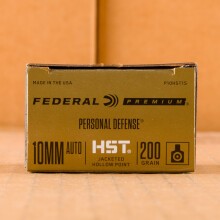 MADE IN THE USA
FEDERAL PREMIUM
PERSONAL DEFENSE®
10MM AUTO HST® 200 GRAIN
JACKETED
HOLLOW POINT